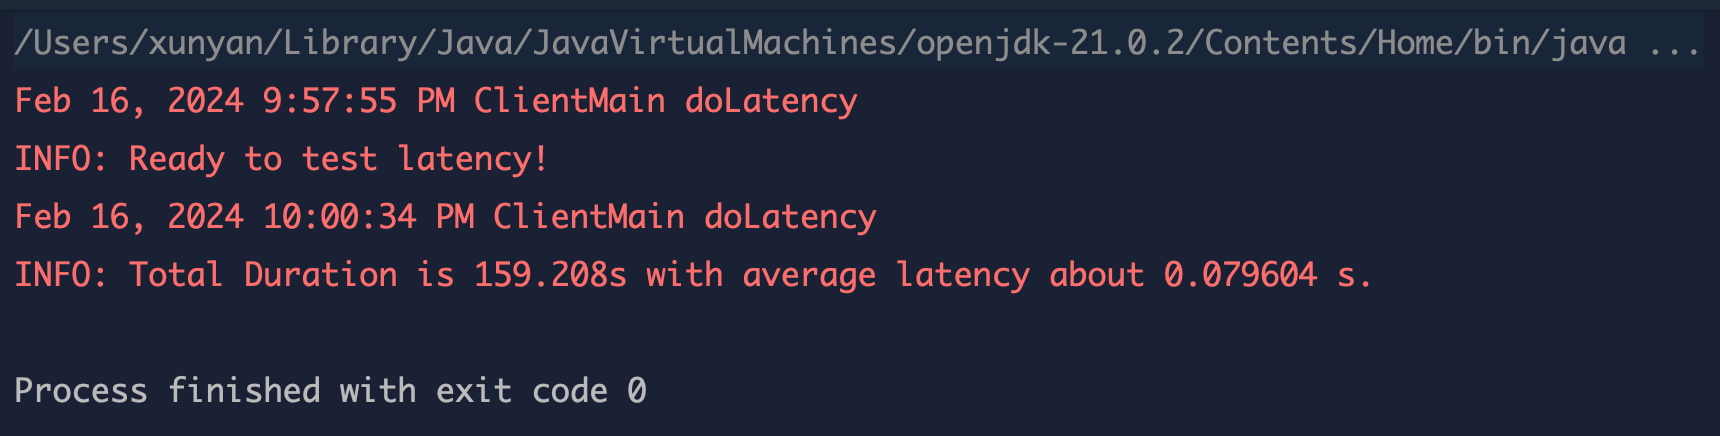 /Users/xunyan/Library/Java/JavaVirtualMachines/openjdk-21.0.2/Contents/Home/bin/java ...
Feb 16, 2024 9:57:55 PM ClientMain doLatency
INFO: Ready to test latency!
Feb 16, 2024 10:00:34 PM ClientMain doLatency
INFO: Total Duration is 159.208s with average latency about 0.079604 s.
Process finished with exit code 0